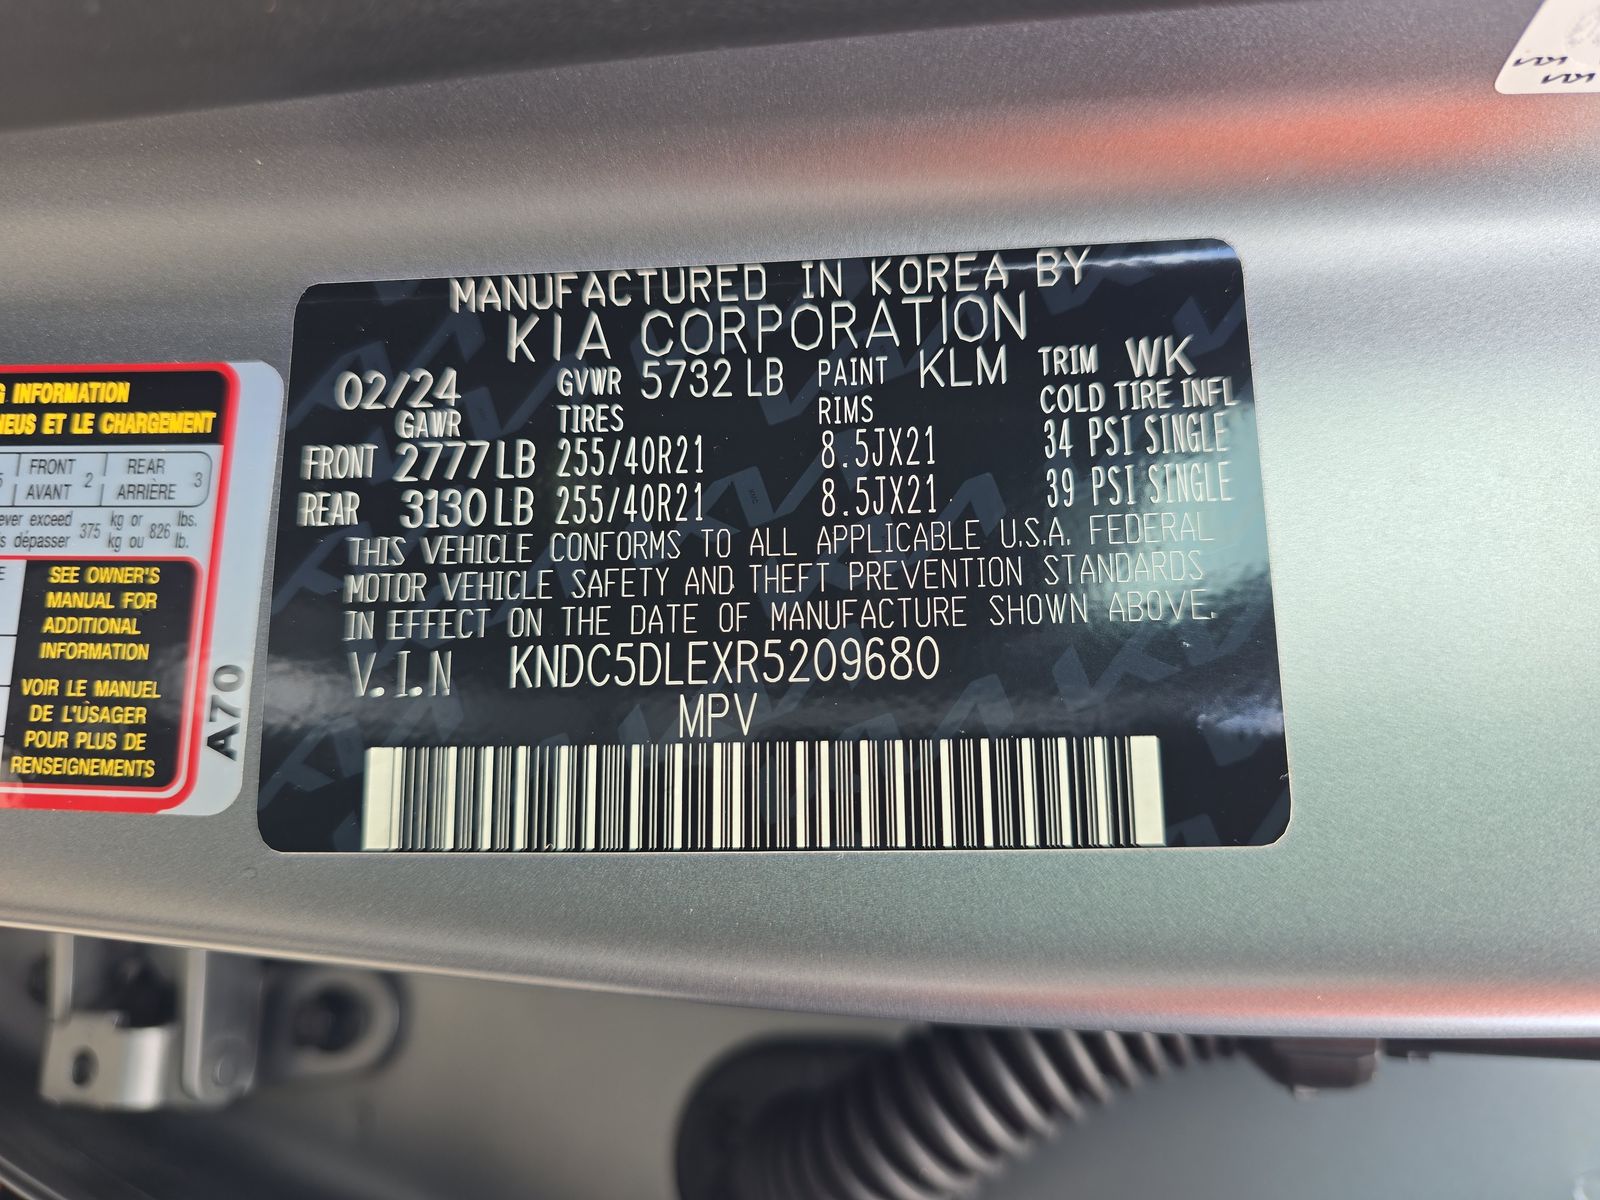 MANUFACTURED IN KOREA BY
KIA CORPORATION
02/24 GVWR 5732 LB PAINT KLM TRIM WK
GAWR TIRES RIMS COLD TIRE INFL
FRONT 2777 LB 255/40R21 8.5JX21 34 PSI SINGLE
REAR 3130 LB 255/40R21 8.5JX21 39 PSI SINGLE
THIS VEHICLE CONFORMS TO ALL APPLICABLE U.S.A. FEDERAL
MOTOR VEHICLE SAFETY AND THEFT PREVENTION STANDARDS
IN EFFECT ON THE DATE OF MANUFACTURE SHOWN ABOVE.
V.I.N KNDC5DLEXR5209680
MPV
INFORMATION
ET LE CHARGEMENT
FRONT 2 REAR 3
AVANT ARRIÈRE
exceed 375 kg or 826 lbs.
dépasser kg ou lb.
SEE OWNER'S
MANUAL FOR
ADDITIONAL
INFORMATION
VOIR LE MANUEL
DE L'USAGER
POUR PLUS DE
RENSEIGNEMENTS
A70